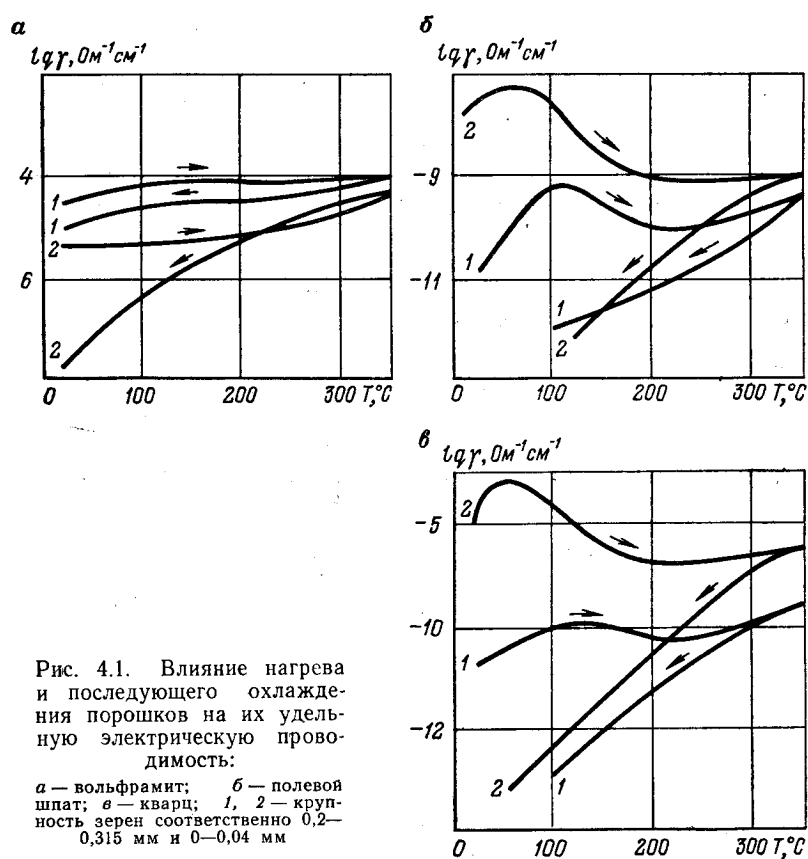 а
lqγ, Ом⁻¹см⁻¹
4
6
1
1
2
2
0 100 200 300 T,°C
б
lqγ, Ом⁻¹см⁻¹
-9
-11
2
1
1
2
0 100 200 300 T,°C
в
lqγ, Ом⁻¹см⁻¹
-5
-10
-12
2
1
2
1
0 100 200 300 T,°C
Рис. 4.1. Влияние нагрева
и последующего охлажде-
ния порошков на их удель-
ную электрическую прово-
димость:
а — вольфрамит; б — полевой
шпат; в — кварц; 1, 2 — круп-
ность зерен соответственно 0,2—
0,315 мм и 0—0,04 мм